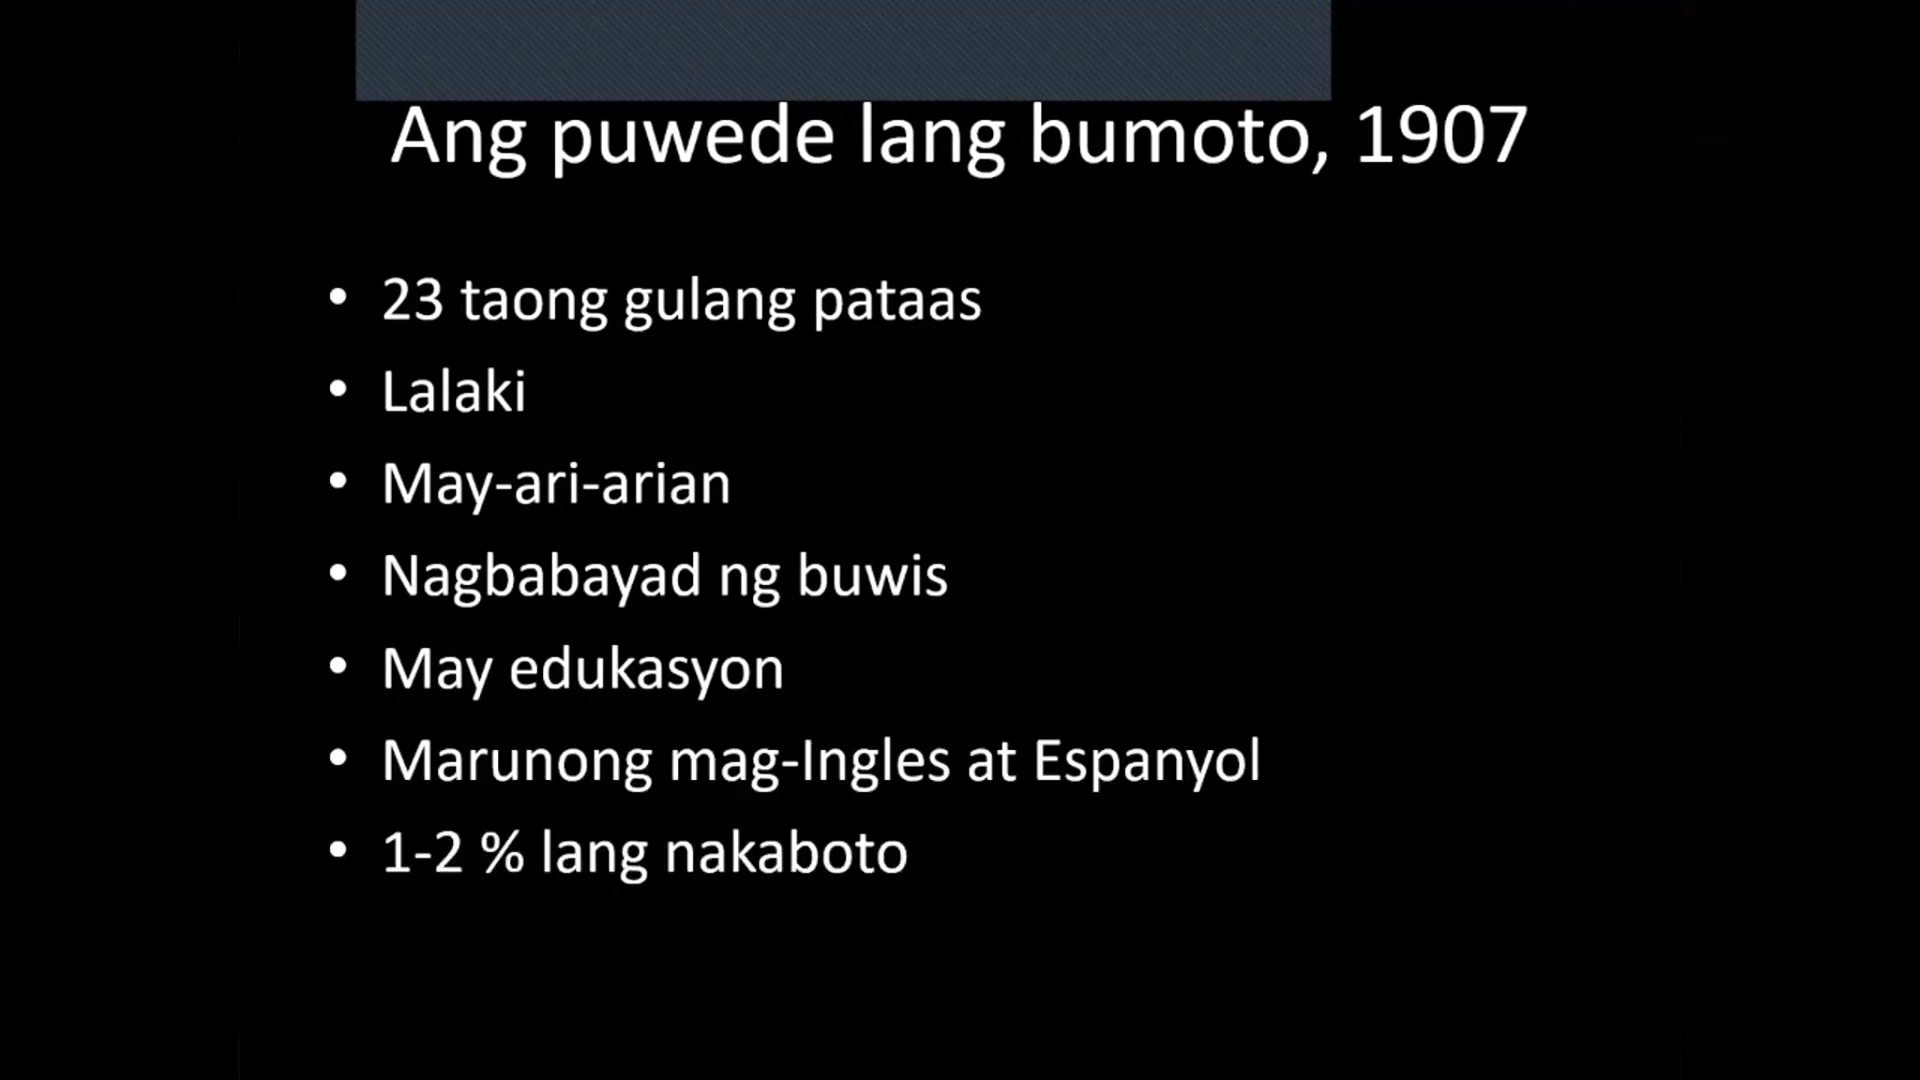 Ang puwede lang bumoto, 1907
• 23 taong gulang pataas
• Lalaki
• May-ari-arian
• Nagbabayad ng buwis
• May edukasyon
• Marunong mag-Ingles at Espanyol
• 1-2 % lang nakaboto